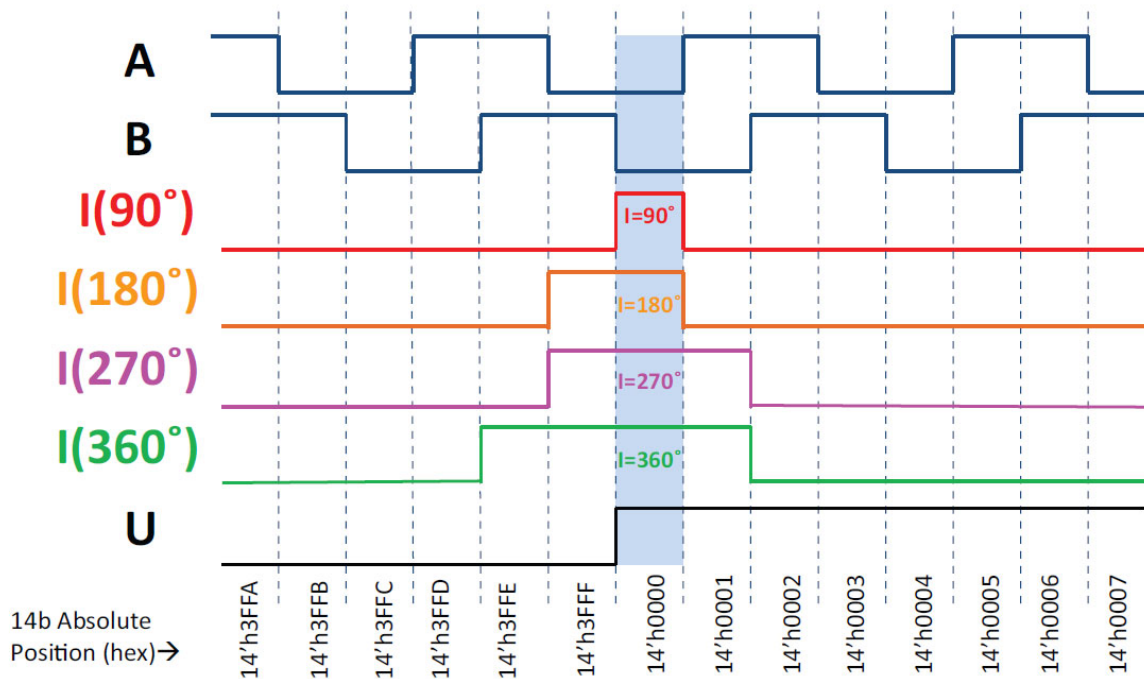 A
B
I(90°)
I=90°
I(180°)
I=180°
I(270°)
I=270°
I(360°)
I=360°
U
14b Absolute
Position (hex)→
14'h3FFA
14'h3FFB
14'h3FFC
14'h3FFD
14'h3FFE
14'h3FFF
14'h0000
14'h0001
14'h0002
14'h0003
14'h0004
14'h0005
14'h0006
14'h0007